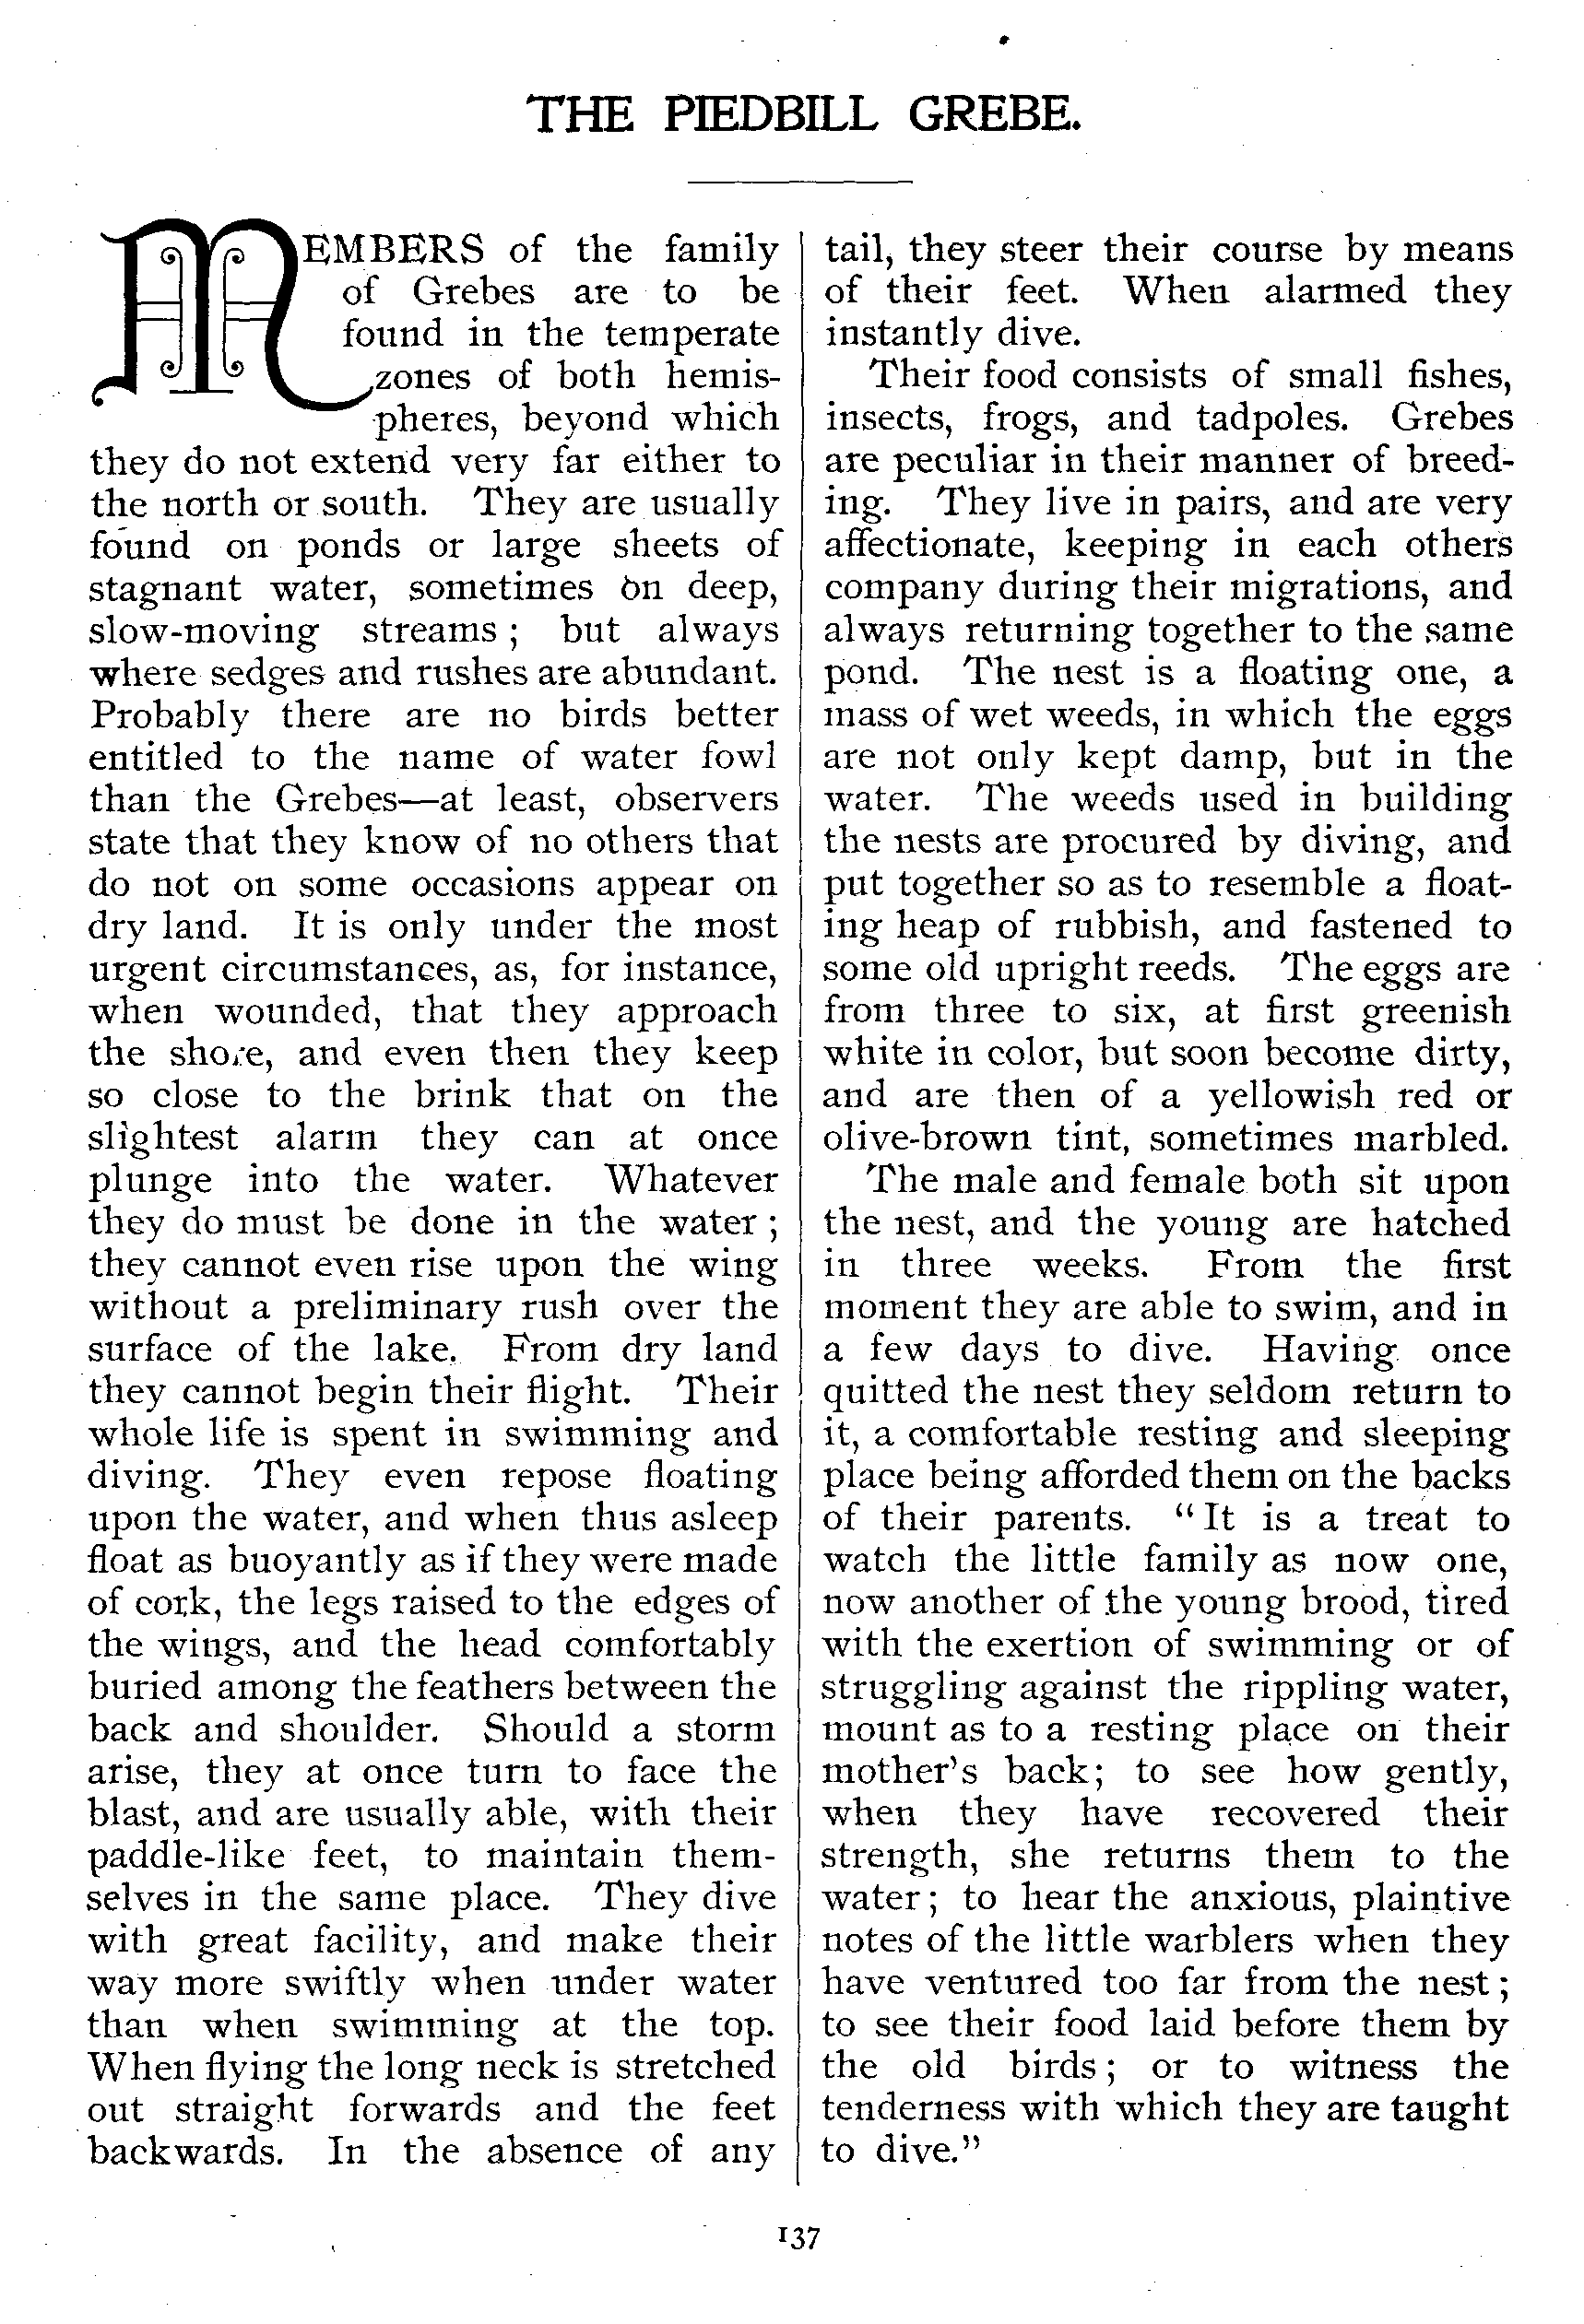 THE PIEDBILL GREBE.
MEMBERS of the family
of Grebes are to be
found in the temperate
zones of both hemis-
pheres, beyond which
they do not extend very far either to
the north or south. They are usually
found on ponds or large sheets of
stagnant water, sometimes on deep,
slow-moving streams; but always
where sedges and rushes are abundant.
Probably there are no birds better
entitled to the name of water fowl
than the Grebes—at least, observers
state that they know of no others that
do not on some occasions appear on
dry land. It is only under the most
urgent circumstances, as, for instance,
when wounded, that they approach
the shore, and even then they keep
so close to the brink that on the
slightest alarm they can at once
plunge into the water. Whatever
they do must be done in the water;
they cannot even rise upon the wing
without a preliminary rush over the
surface of the lake. From dry land
they cannot begin their flight. Their
whole life is spent in swimming and
diving. They even repose floating
upon the water, and when thus asleep
float as buoyantly as if they were made
of cork, the legs raised to the edges of
the wings, and the head comfortably
buried among the feathers between the
back and shoulder. Should a storm
arise, they at once turn to face the
blast, and are usually able, with their
paddle-like feet, to maintain them-
selves in the same place. They dive
with great facility, and make their
way more swiftly when under water
than when swimming at the top.
When flying the long neck is stretched
out straight forwards and the feet
backwards. In the absence of any
tail, they steer their course by means
of their feet. When alarmed they
instantly dive.
Their food consists of small fishes,
insects, frogs, and tadpoles. Grebes
are peculiar in their manner of breed-
ing. They live in pairs, and are very
affectionate, keeping in each others
company during their migrations, and
always returning together to the same
pond. The nest is a floating one, a
mass of wet weeds, in which the eggs
are not only kept damp, but in the
water. The weeds used in building
the nests are procured by diving, and
put together so as to resemble a float-
ing heap of rubbish, and fastened to
some old upright reeds. The eggs are
from three to six, at first greenish
white in color, but soon become dirty,
and are then of a yellowish red or
olive-brown tint, sometimes marbled.
The male and female both sit upon
the nest, and the young are hatched
in three weeks. From the first
moment they are able to swim, and in
a few days to dive. Having once
quitted the nest they seldom return to
it, a comfortable resting and sleeping
place being afforded them on the backs
of their parents. "It is a treat to
watch the little family as now one,
now another of the young brood, tired
with the exertion of swimming or of
struggling against the rippling water,
mount as to a resting place on their
mother's back; to see how gently,
when they have recovered their
strength, she returns them to the
water; to hear the anxious, plaintive
notes of the little warblers when they
have ventured too far from the nest;
to see their food laid before them by
the old birds; or to witness the
tenderness with which they are taught
to dive."
137